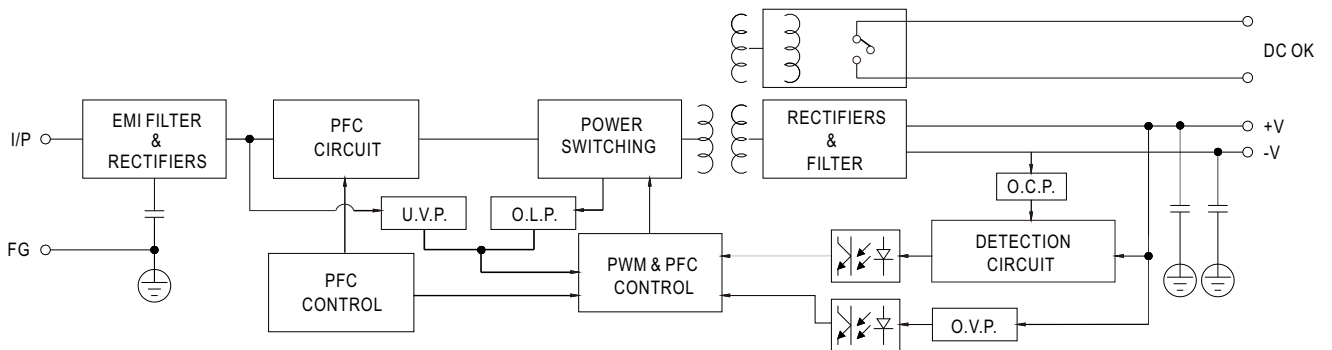 DC OK
I/P
EMI FILTER
&
RECTIFIERS
PFC
CIRCUIT
POWER
SWITCHING
RECTIFIERS
&
FILTER
+V
-V
O.C.P.
U.V.P.
O.L.P.
FG
PFC
CONTROL
PWM & PFC
CONTROL
DETECTION
CIRCUIT
O.V.P.